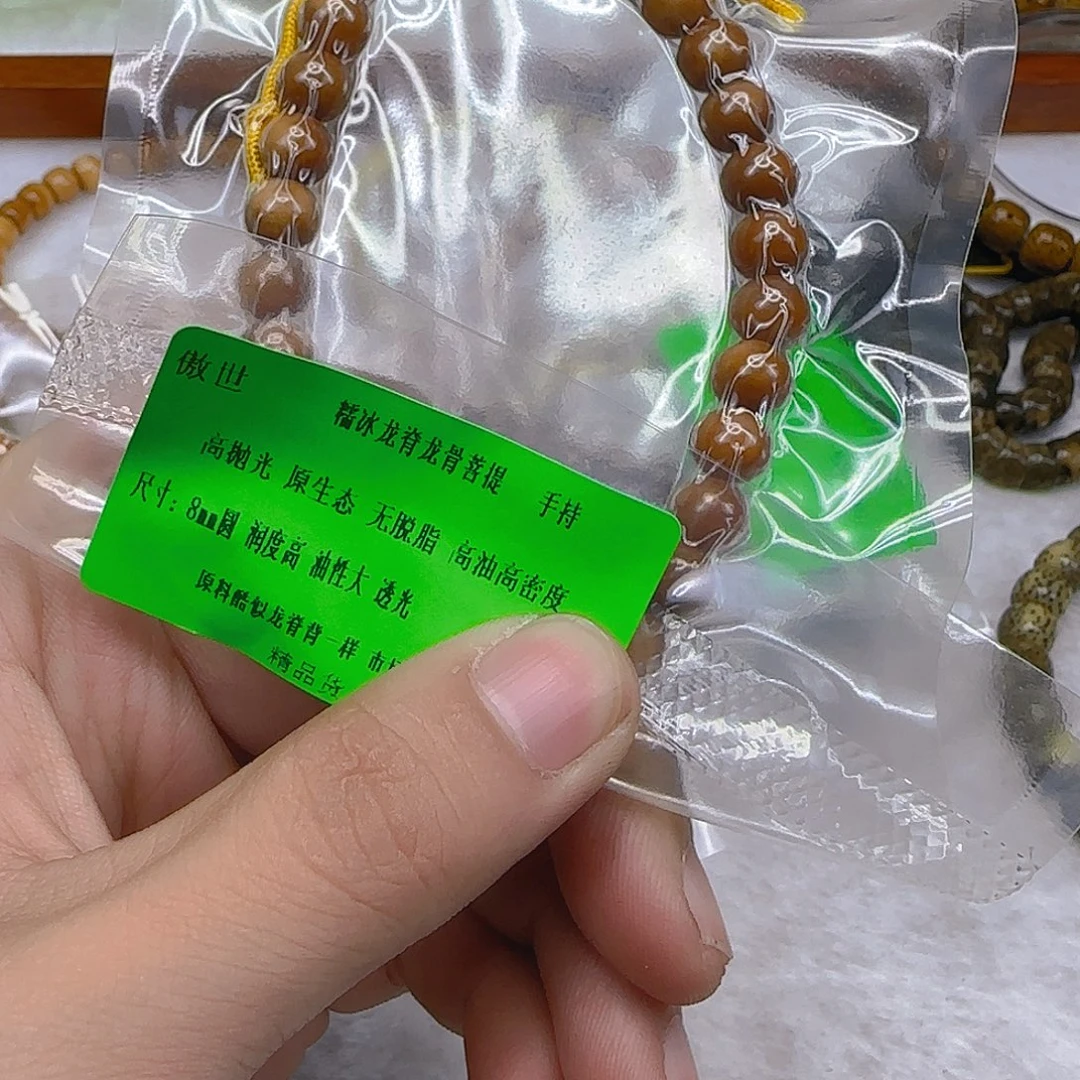 傲世
糯冰龙脊龙骨菩提 手持
高抛光 原生态 无脱脂 高油高密度
尺寸：8mm圆 润度高 油性大 透光
原料酷似龙脊背一样 市
精品货